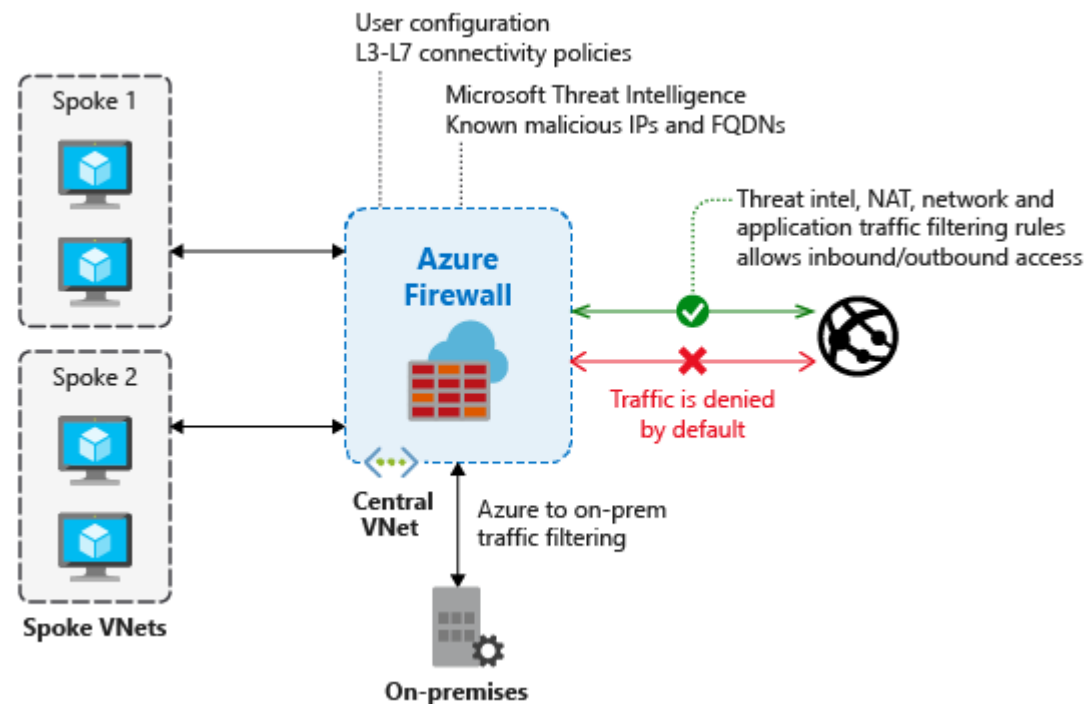 User configuration
L3-L7 connectivity policies
Microsoft Threat Intelligence
Known malicious IPs and FQDNs
Spoke 1
Threat intel, NAT, network and
application traffic filtering rules
allows inbound/outbound access
Azure
Firewall
Spoke 2
Traffic is denied
by default
Central
VNet
Azure to on-prem
traffic filtering
Spoke VNets
On-premises